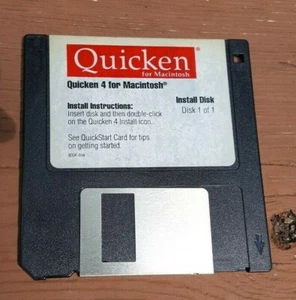 Quicken®
for Macintosh
Quicken 4 for Macintosh®
Install Instructions:
Insert disk and then double-click
on the Quicken 4 Install icon.
See QuickStart Card for tips
on getting started.
Install Disk
Disk 1 of 1